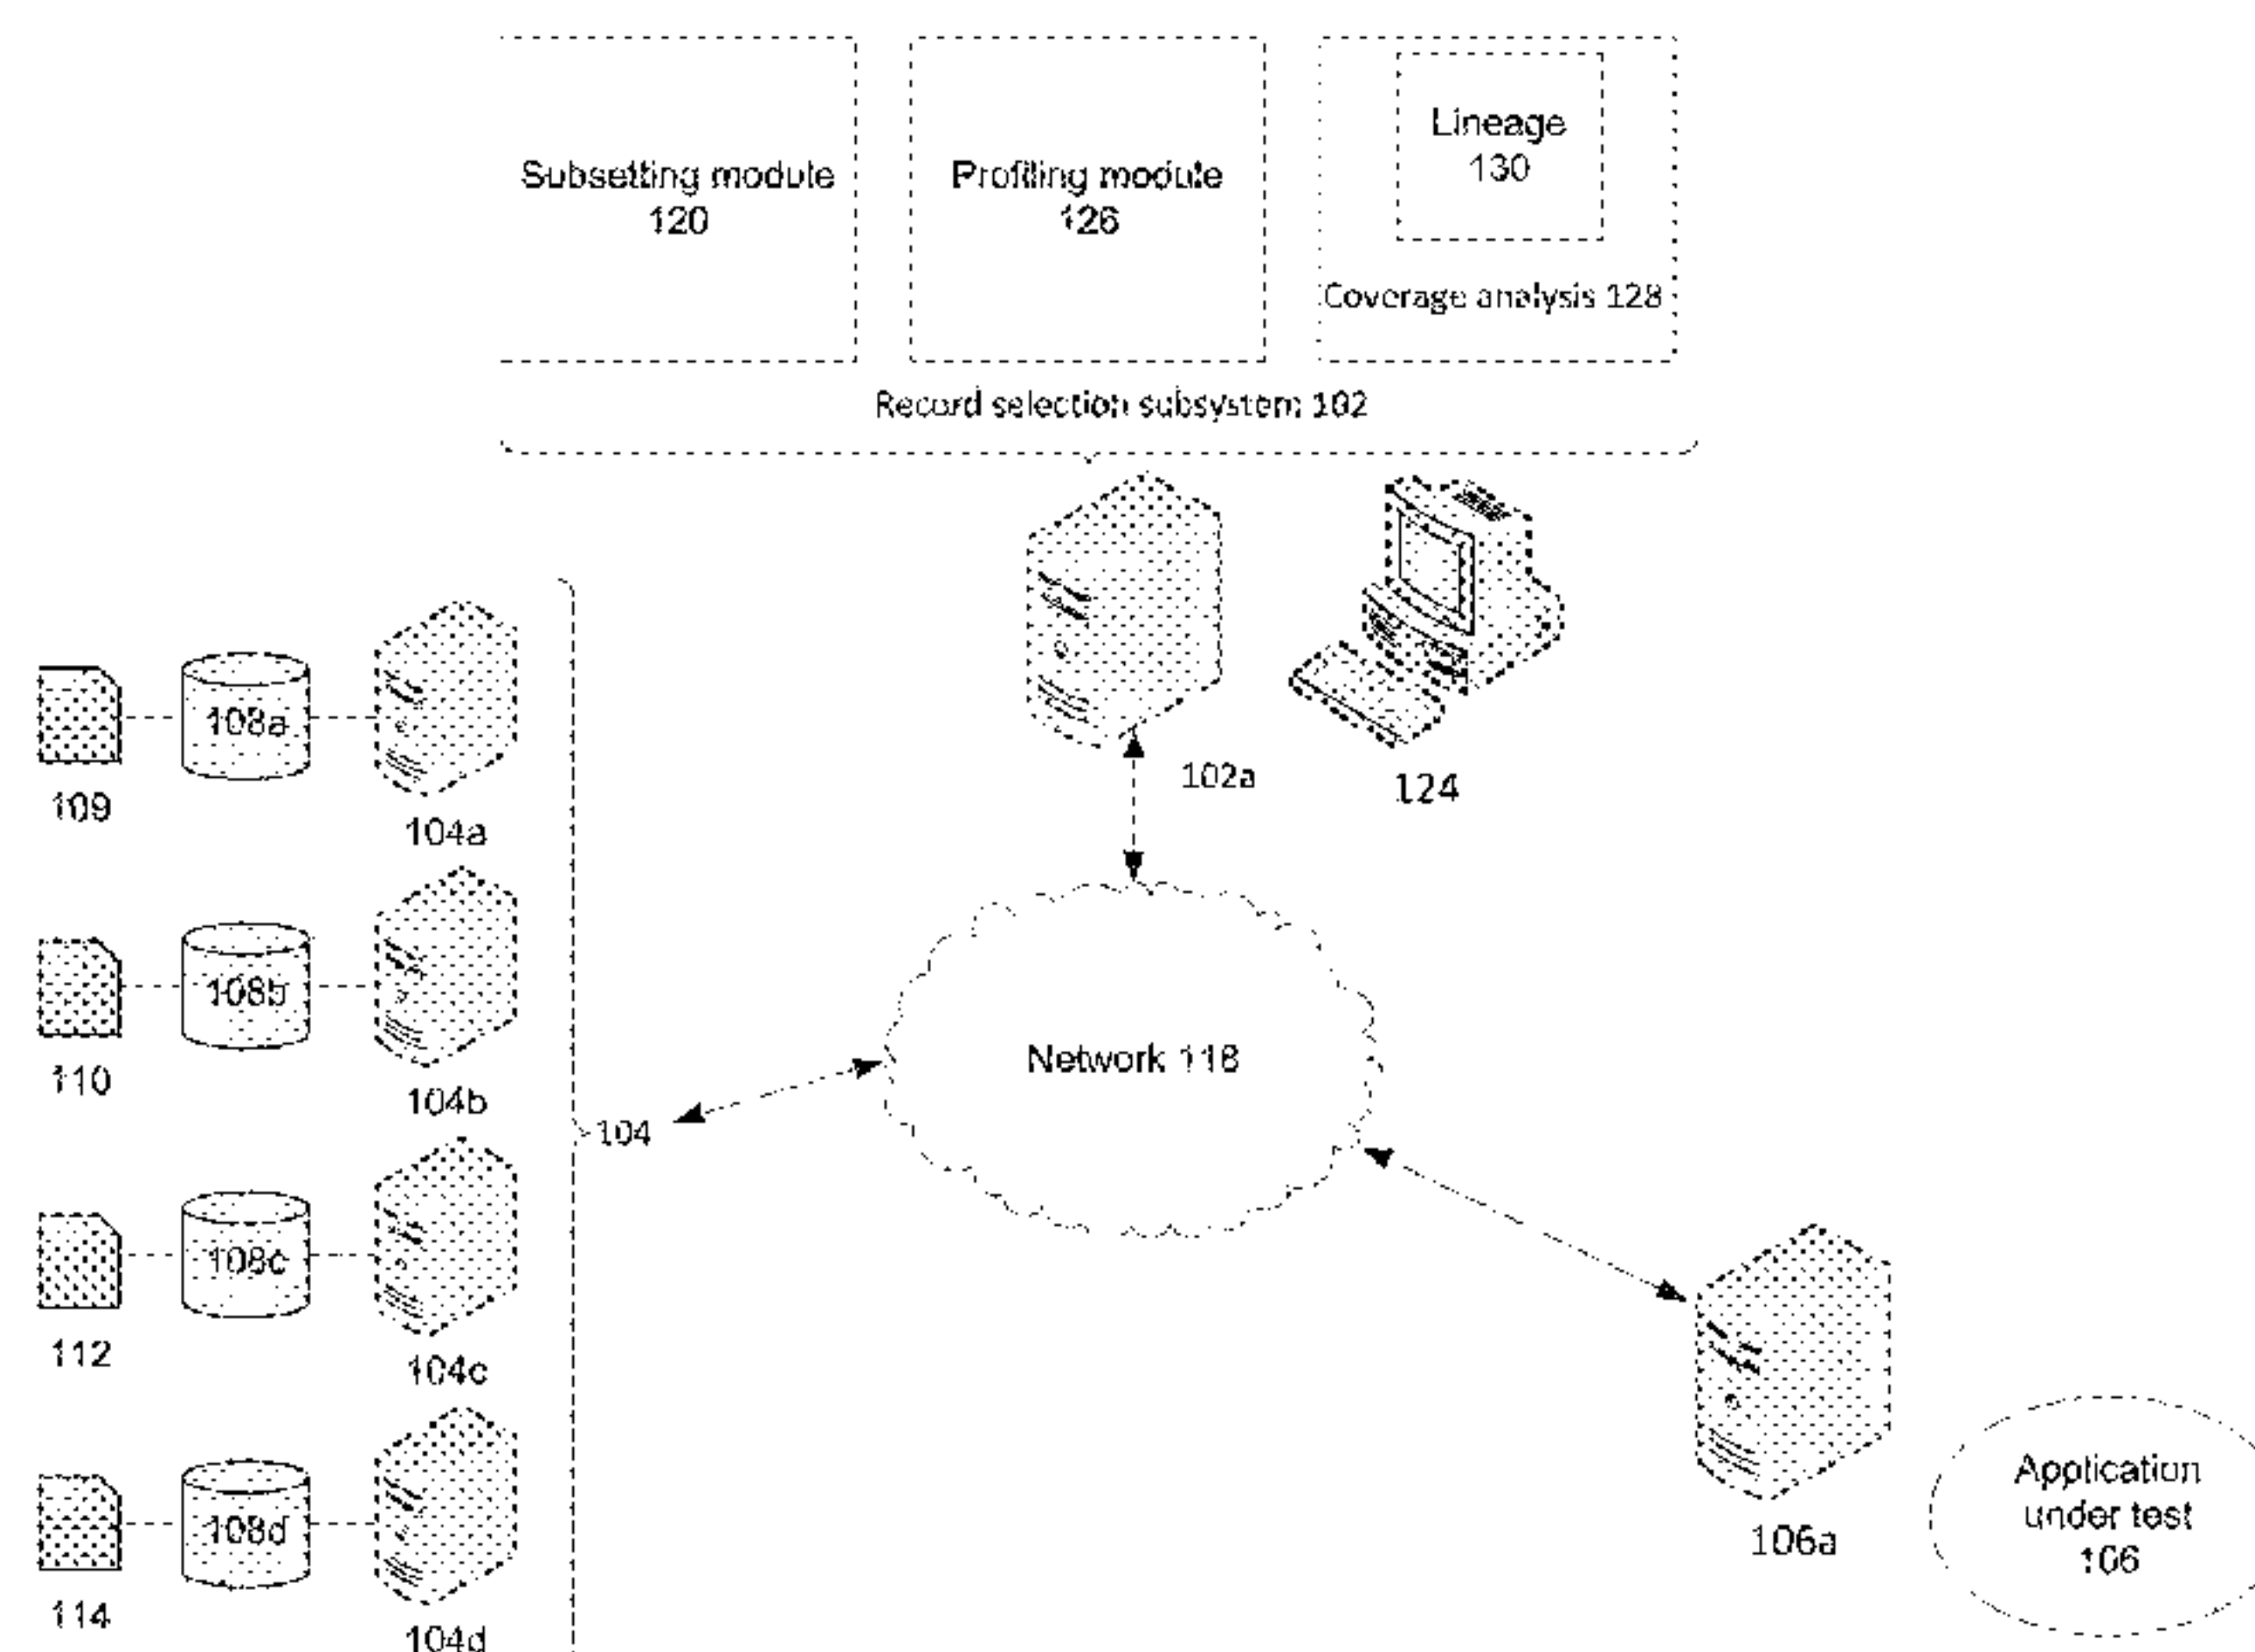 Subsetting module
120
Profiling module
126
Lineage
130
Coverage analysis 128
Record selection subsystem 102
102a
124
108a
109
104a
108b
110
104b
Network 118
104
108c
112
104c
108d
114
104d
106a
Application
under test
106